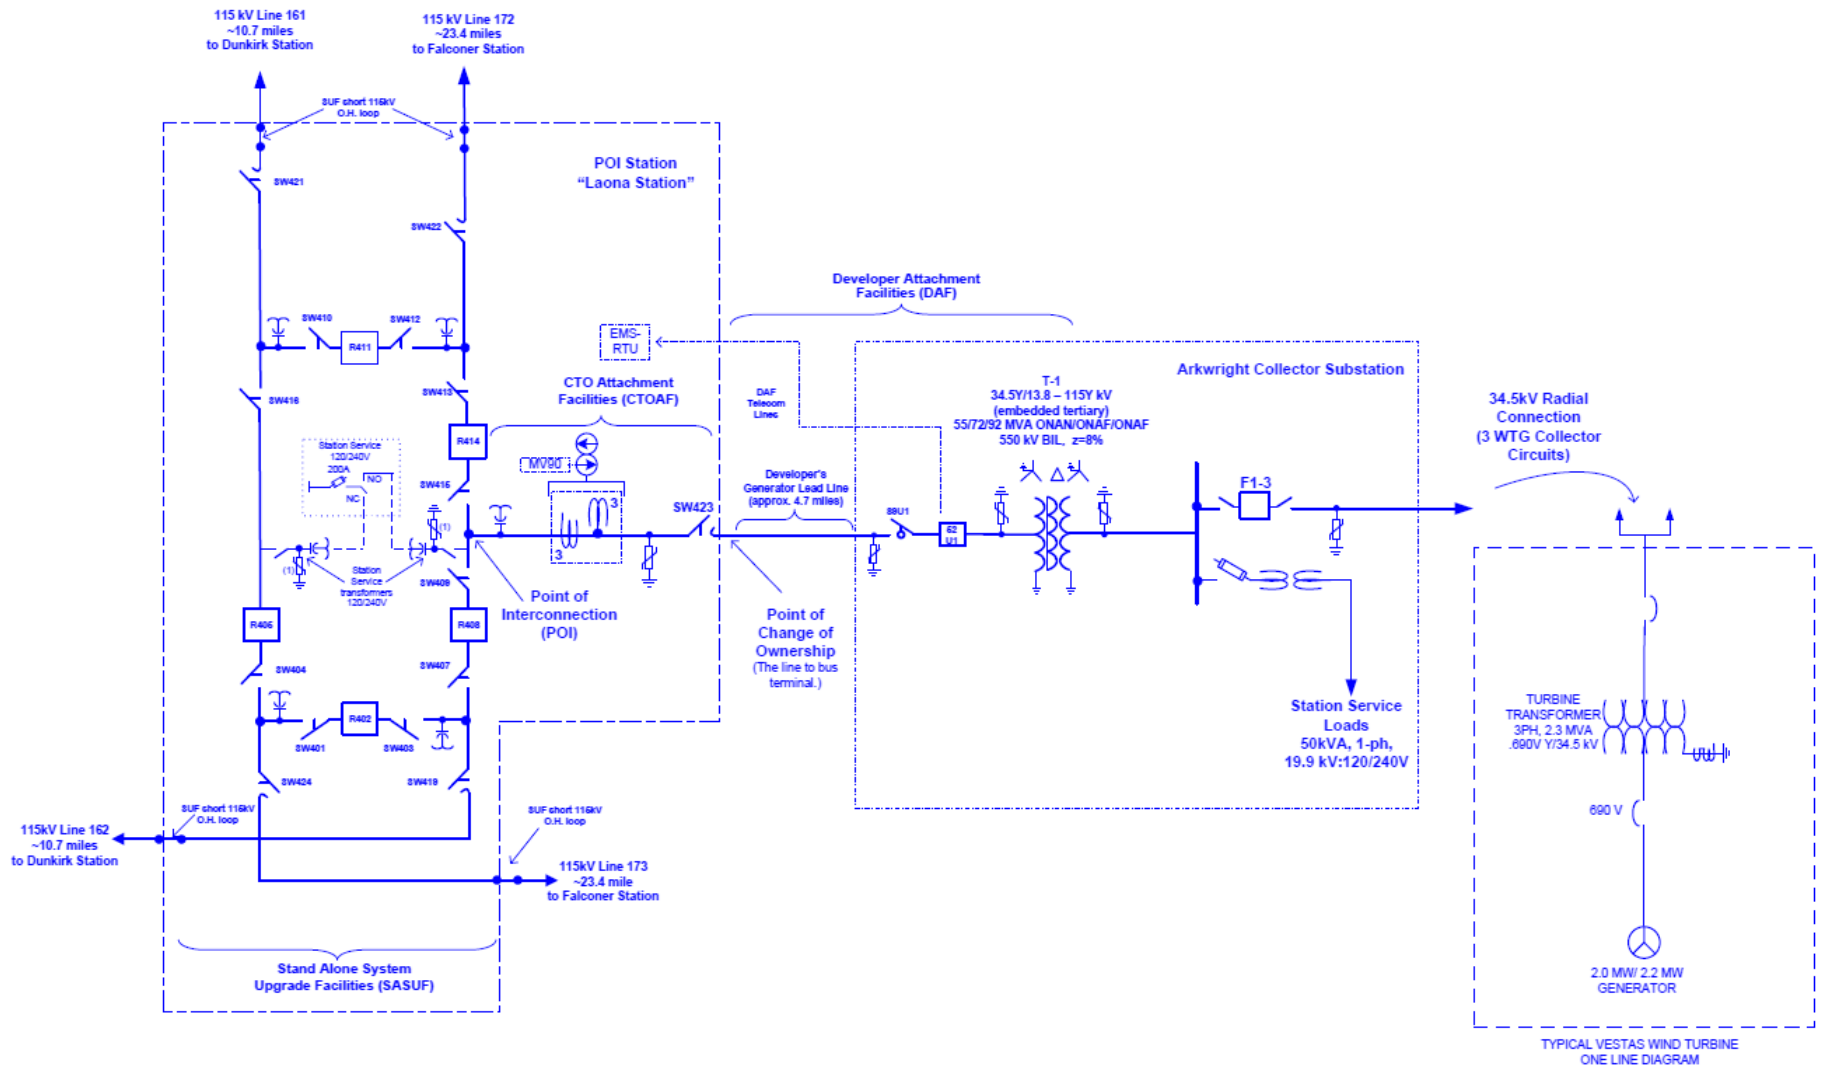 115 kV Line 161
~10.7 miles
to Dunkirk Station
115 kV Line 172
~23.4 miles
to Falconer Station
SUF short 115kV
O.H. loop
POI Station
“Laona Station”
SW421
SW422
SW410
SW412
R411
SW416
SW413
R414
SW415
Station Service
120/240V
200A
NO
NC
(1)
(1)
Station
Service
transformers
120/240V
SW409
R406
R408
SW404
SW407
R402
SW401
SW403
SW424
SW419
EMS-
RTU
CTO Attachment
Facilities (CTOAF)
MV90
3
3
SW423
Point of
Interconnection
(POI)
Developer Attachment
Facilities (DAF)
DAF
Telecom
Lines
Developer's
Generator Lead Line
(approx. 4.7 miles)
Point of
Change of
Ownership
(The line to bus
terminal.)
Arkwright Collector Substation
T-1
34.5Y/13.8 – 115Y kV
(embedded tertiary)
55/72/92 MVA ONAN/ONAF/ONAF
550 kV BIL, z=8%
52
U1
F1-3
Station Service
Loads
50kVA, 1-ph,
19.9 kV:120/240V
34.5kV Radial
Connection
(3 WTG Collector
Circuits)
TURBINE
TRANSFORMER
3PH, 2.3 MVA
.690V Y/34.5 kV
690 V
2.0 MW/ 2.2 MW
GENERATOR
TYPICAL VESTAS WIND TURBINE
ONE LINE DIAGRAM
SUF short 115kV
O.H. loop
115kV Line 162
~10.7 miles
to Dunkirk Station
SUF short 115kV
O.H. loop
115kV Line 173
~23.4 mile
to Falconer Station
Stand Alone System
Upgrade Facilities (SASUF)